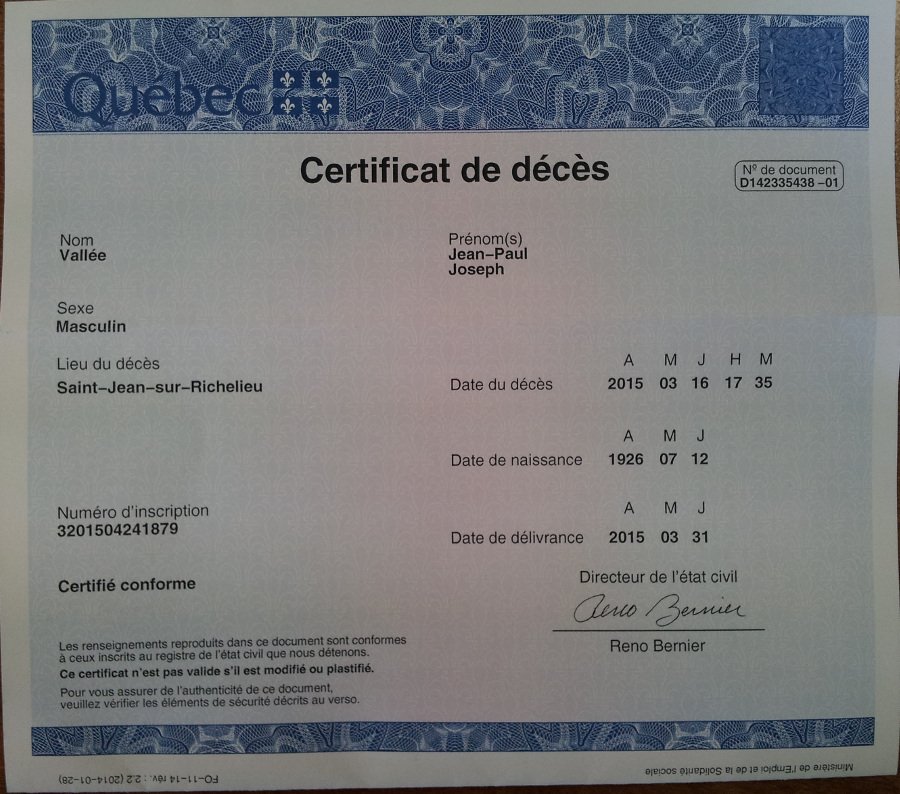 Québec
Certificat de décès
Nº de document
D142335438–01
Nom
Vallée
Prénom(s)
Jean–Paul
Joseph
Sexe
Masculin
Lieu du décès
Saint–Jean–sur–Richelieu
A M J H M
Date du décès 2015 03 16 17 35
A M J
Date de naissance 1926 07 12
Numéro d'inscription
3201504241879
A M J
Date de délivrance 2015 03 31
Certifié conforme
Directeur de l'état civil
Reno Bernier
Reno Bernier
Les renseignements reproduits dans ce document sont conformes
à ceux inscrits au registre de l'état civil que nous détenons.
Ce certificat n'est pas valide s'il est modifié ou plastifié.
Pour vous assurer de l'authenticité de ce document,
veuillez vérifier les éléments de sécurité décrits au verso.
FO–11–14 rév. : 2.2 (2014–01–28)
Ministère de l'Emploi et de la Solidarité sociale